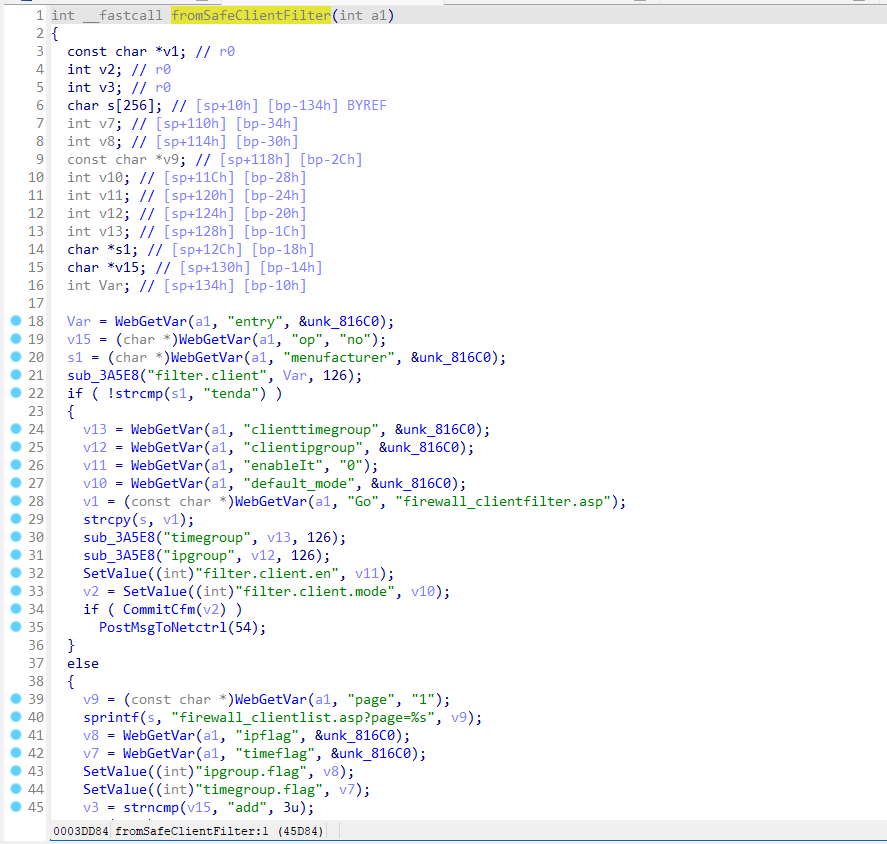 1 int __fastcall fromSafeClientFilter(int a1)
2 {
3 const char *v1; // r0
4 int v2; // r0
5 int v3; // r0
6 char s[256]; // [sp+10h] [bp-134h] BYREF
7 int v7; // [sp+110h] [bp-34h]
8 int v8; // [sp+114h] [bp-30h]
9 const char *v9; // [sp+118h] [bp-2Ch]
10 int v10; // [sp+11Ch] [bp-28h]
11 int v11; // [sp+120h] [bp-24h]
12 int v12; // [sp+124h] [bp-20h]
13 int v13; // [sp+128h] [bp-1Ch]
14 char *s1; // [sp+12Ch] [bp-18h]
15 char *v15; // [sp+130h] [bp-14h]
16 int Var; // [sp+134h] [bp-10h]
17
18 Var = WebGetVar(a1, "entry", &unk_816C0);
19 v15 = (char *)WebGetVar(a1, "op", "no");
20 s1 = (char *)WebGetVar(a1, "menufacturer", &unk_816C0);
21 sub_3A5E8("filter.client", Var, 126);
22 if ( !strcmp(s1, "tenda") )
23 {
24 v13 = WebGetVar(a1, "clienttimegroup", &unk_816C0);
25 v12 = WebGetVar(a1, "clientipgroup", &unk_816C0);
26 v11 = WebGetVar(a1, "enableIt", "0");
27 v10 = WebGetVar(a1, "default_mode", &unk_816C0);
28 v1 = (const char *)WebGetVar(a1, "Go", "firewall_clientfilter.asp");
29 strcpy(s, v1);
30 sub_3A5E8("timegroup", v13, 126);
31 sub_3A5E8("ipgroup", v12, 126);
32 SetValue((int)"filter.client.en", v11);
33 v2 = SetValue((int)"filter.client.mode", v10);
34 if ( CommitCfm(v2) )
35 PostMsgToNetctrl(54);
36 }
37 else
38 {
39 v9 = (const char *)WebGetVar(a1, "page", "1");
40 sprintf(s, "firewall_clientlist.asp?page=%s", v9);
41 v8 = WebGetVar(a1, "ipflag", &unk_816C0);
42 v7 = WebGetVar(a1, "timeflag", &unk_816C0);
43 SetValue((int)"ipgroup.flag", v8);
44 SetValue((int)"timegroup.flag", v7);
45 v3 = strncmp(v15, "add", 3u);
0003DD84 fromSafeClientFilter:1 (45D84)